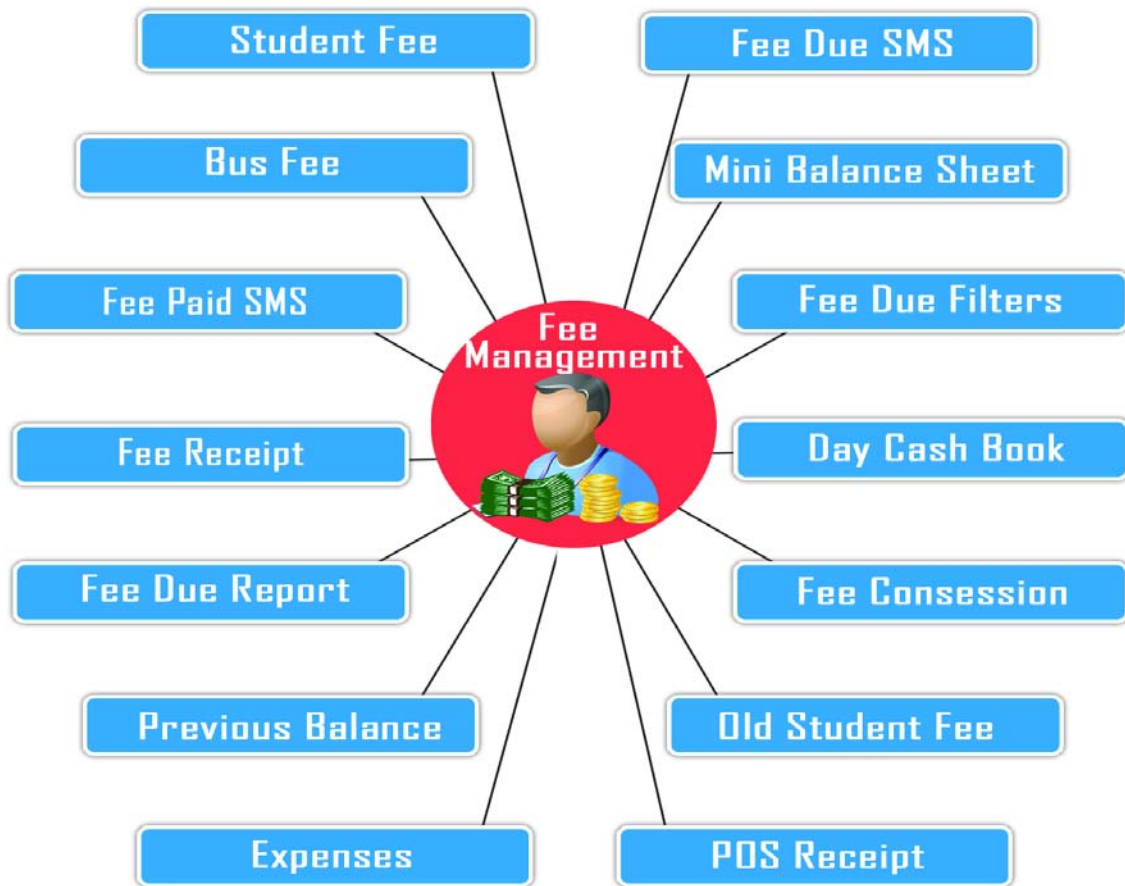 Student Fee
Fee Due SMS
Bus Fee
Mini Balance Sheet
Fee Paid SMS
Fee Due Filters
Fee
Management
Fee Receipt
Day Cash Book
Fee Due Report
Fee Consession
Previous Balance
Old Student Fee
Expenses
POS Receipt